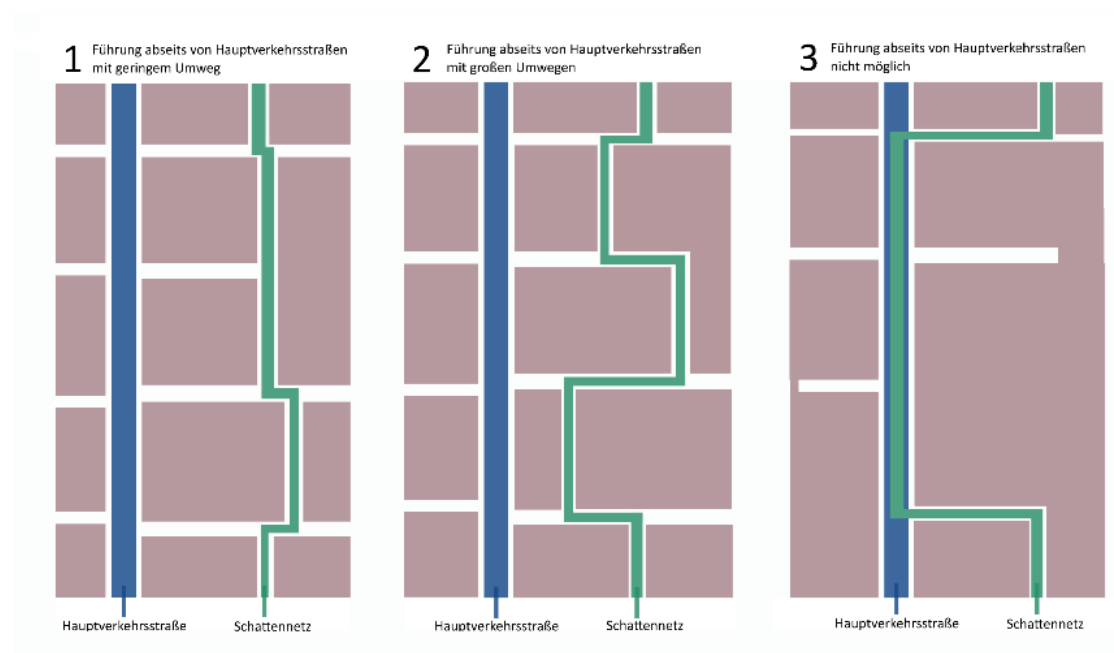 1 Führung abseits von Hauptverkehrsstraßen
mit geringem Umweg
2 Führung abseits von Hauptverkehrsstraßen
mit großen Umwegen
3 Führung abseits von Hauptverkehrsstraßen
nicht möglich
Hauptverkehrsstraße Schattennetz
Hauptverkehrsstraße Schattennetz
Hauptverkehrsstraße Schattennetz